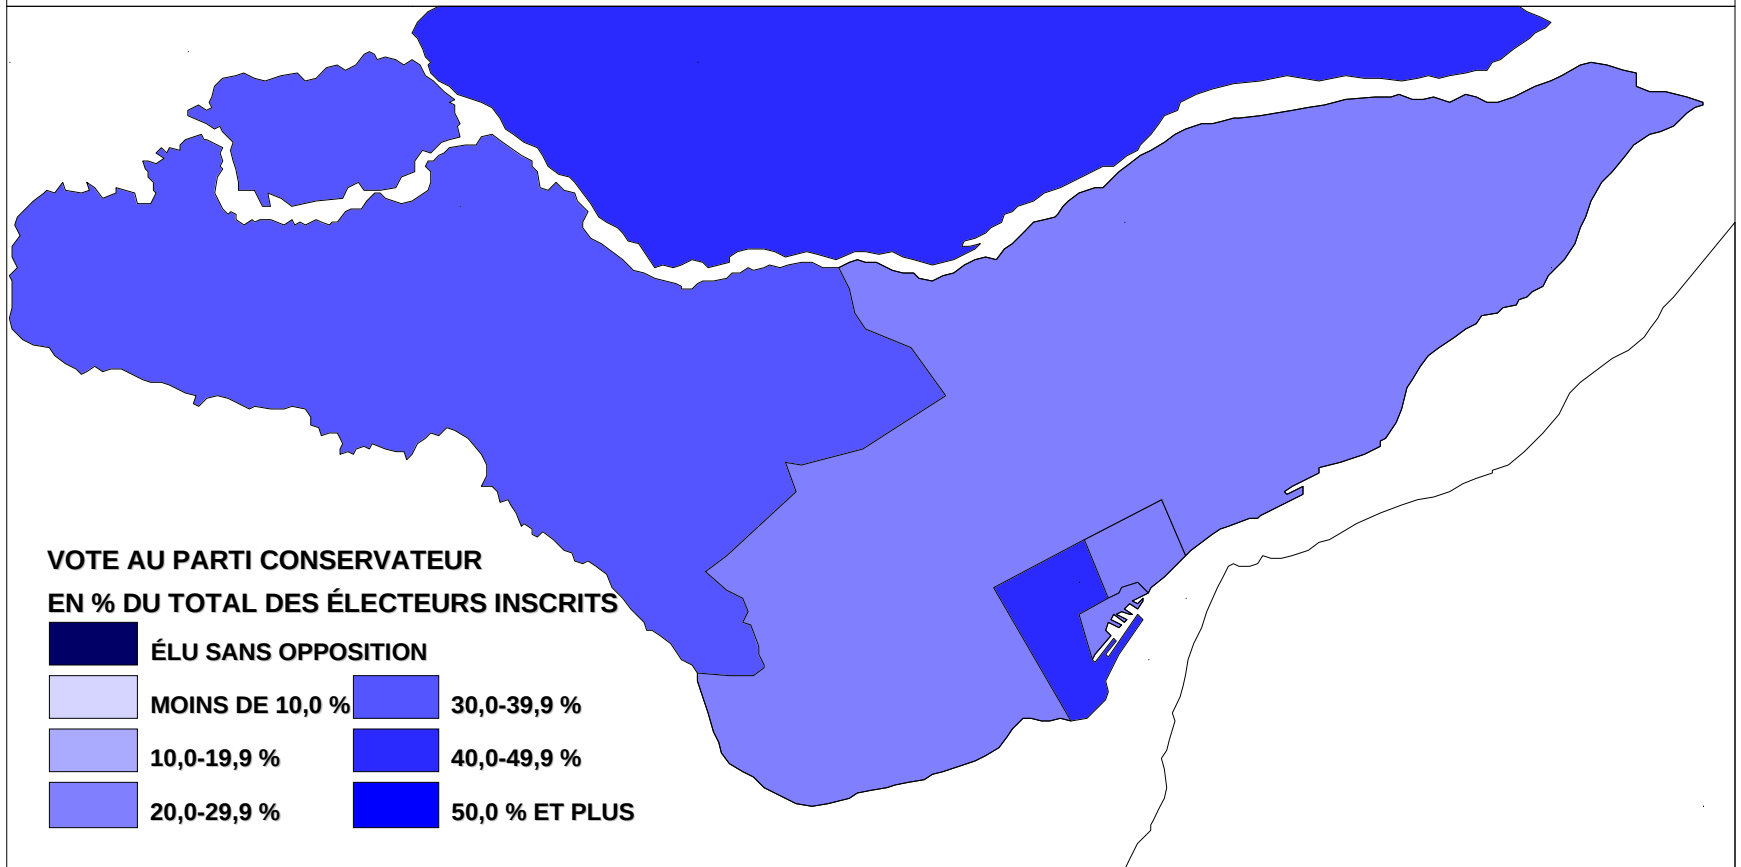 VOTE AU PARTI CONSERVATEUR
EN % DU TOTAL DES ÉLECTEURS INSCRITS
ÉLU SANS OPPOSITION
MOINS DE 10,0 %
10,0-19,9 %
20,0-29,9 %
30,0-39,9 %
40,0-49,9 %
50,0 % ET PLUS